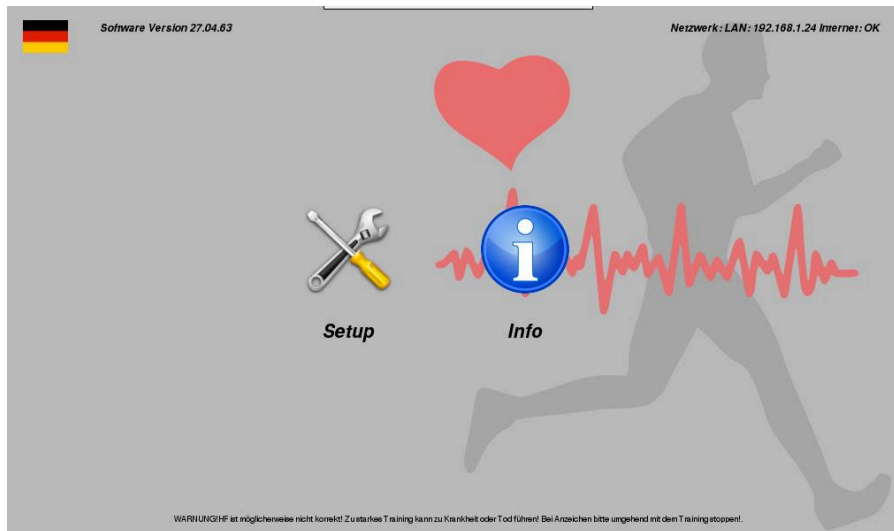 Software Version 27.04.63
Netzwerk: LAN: 192.168.1.24 Internet: OK
Setup
Info
WARNUNG!HF ist möglicherweise nicht korrekt! Zu starkes Training kann zu Krankheit oder Tod führen! Bei Anzeichen bitte umgehend mit dem Training stoppen!.